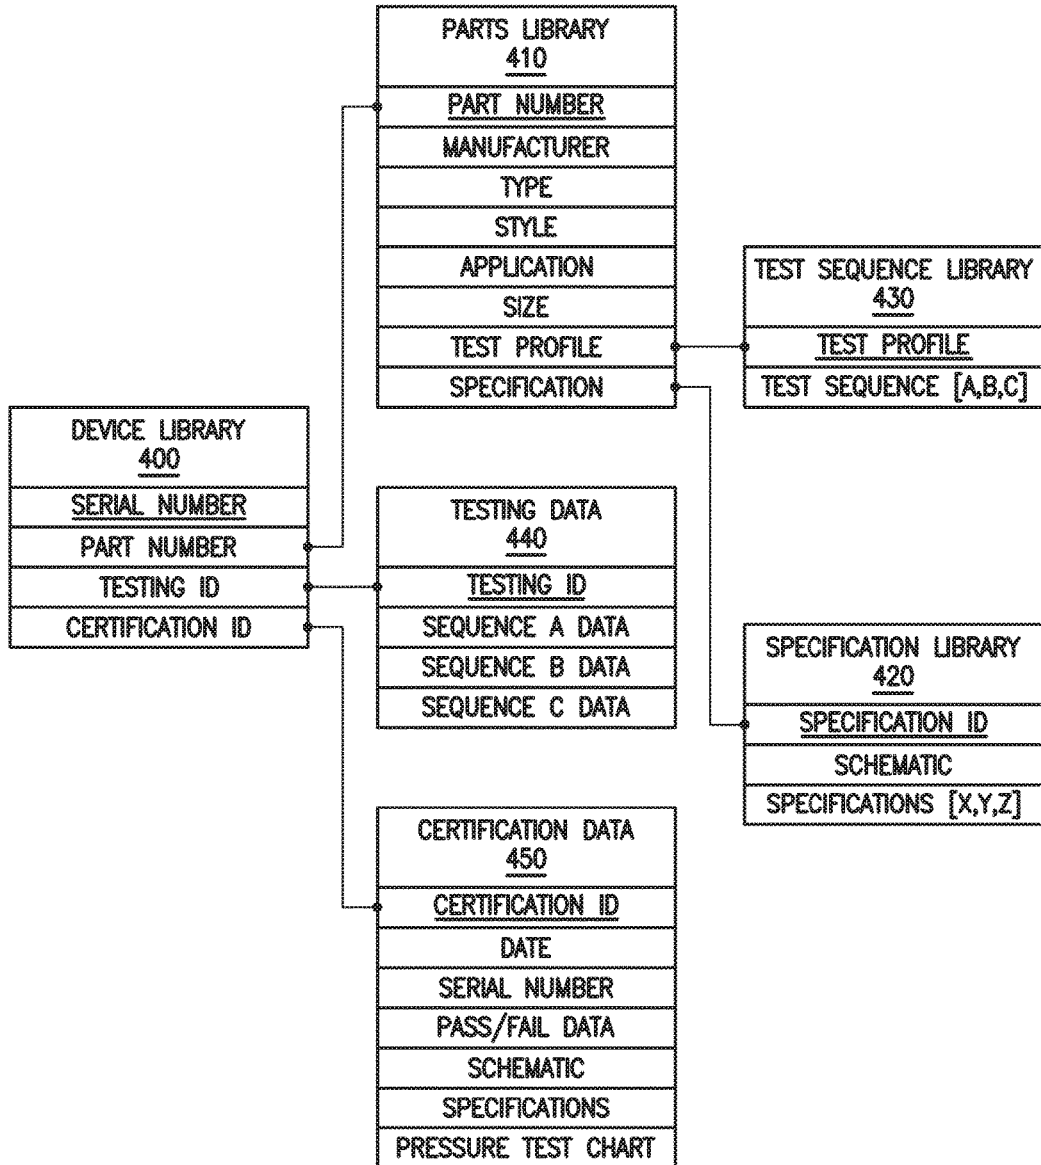 PARTS LIBRARY
410
PART NUMBER
MANUFACTURER
TYPE
STYLE
APPLICATION
SIZE
TEST PROFILE
SPECIFICATION
TEST SEQUENCE LIBRARY
430
TEST PROFILE
TEST SEQUENCE [A,B,C]
DEVICE LIBRARY
400
SERIAL NUMBER
PART NUMBER
TESTING ID
CERTIFICATION ID
TESTING DATA
440
TESTING ID
SEQUENCE A DATA
SEQUENCE B DATA
SEQUENCE C DATA
SPECIFICATION LIBRARY
420
SPECIFICATION ID
SCHEMATIC
SPECIFICATIONS [X,Y,Z]
CERTIFICATION DATA
450
CERTIFICATION ID
DATE
SERIAL NUMBER
PASS/FAIL DATA
SCHEMATIC
SPECIFICATIONS
PRESSURE TEST CHART